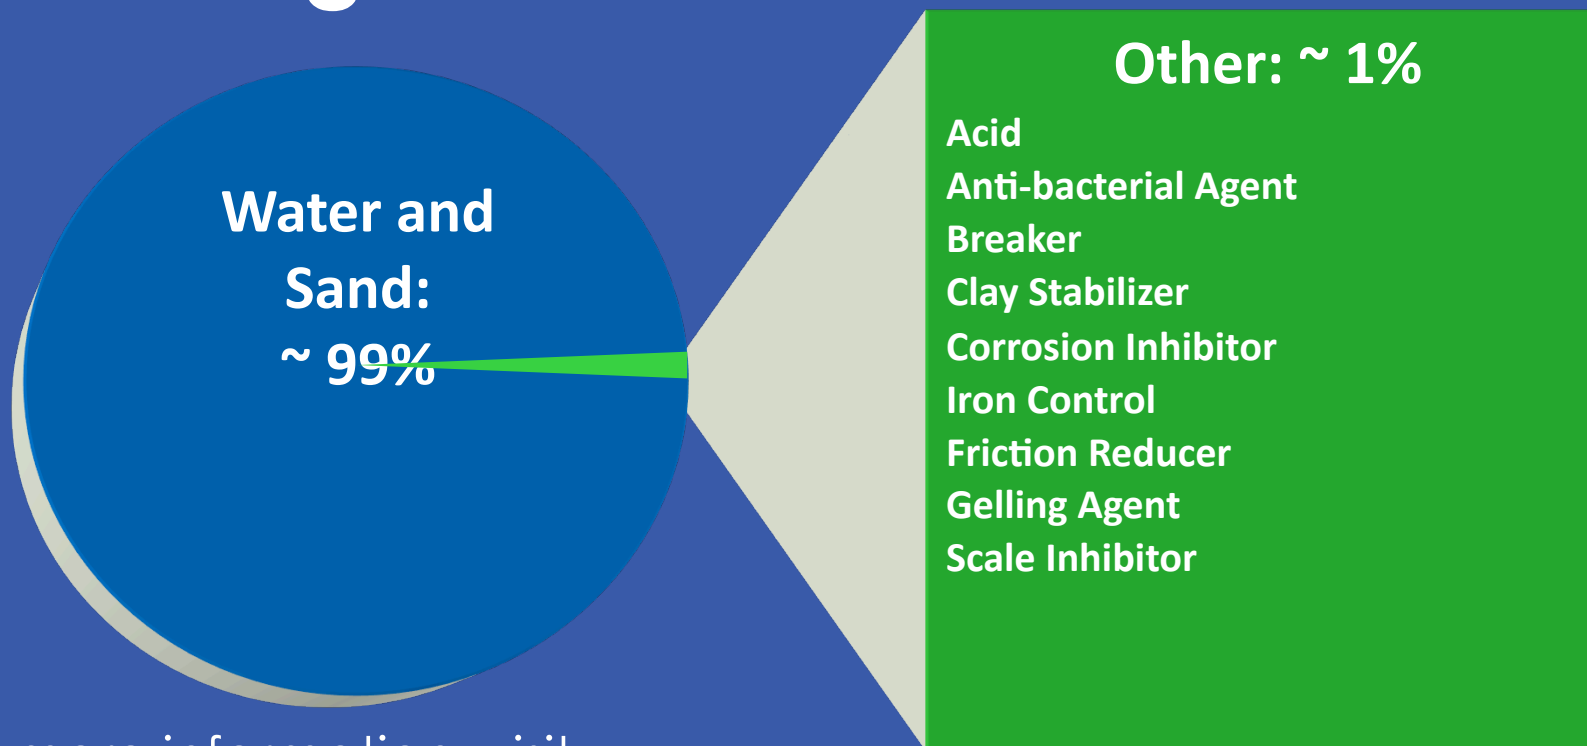 Water and
Sand:
~ 99%
Other: ~ 1%
Acid
Anti-bacterial Agent
Breaker
Clay Stabilizer
Corrosion Inhibitor
Iron Control
Friction Reducer
Gelling Agent
Scale Inhibitor